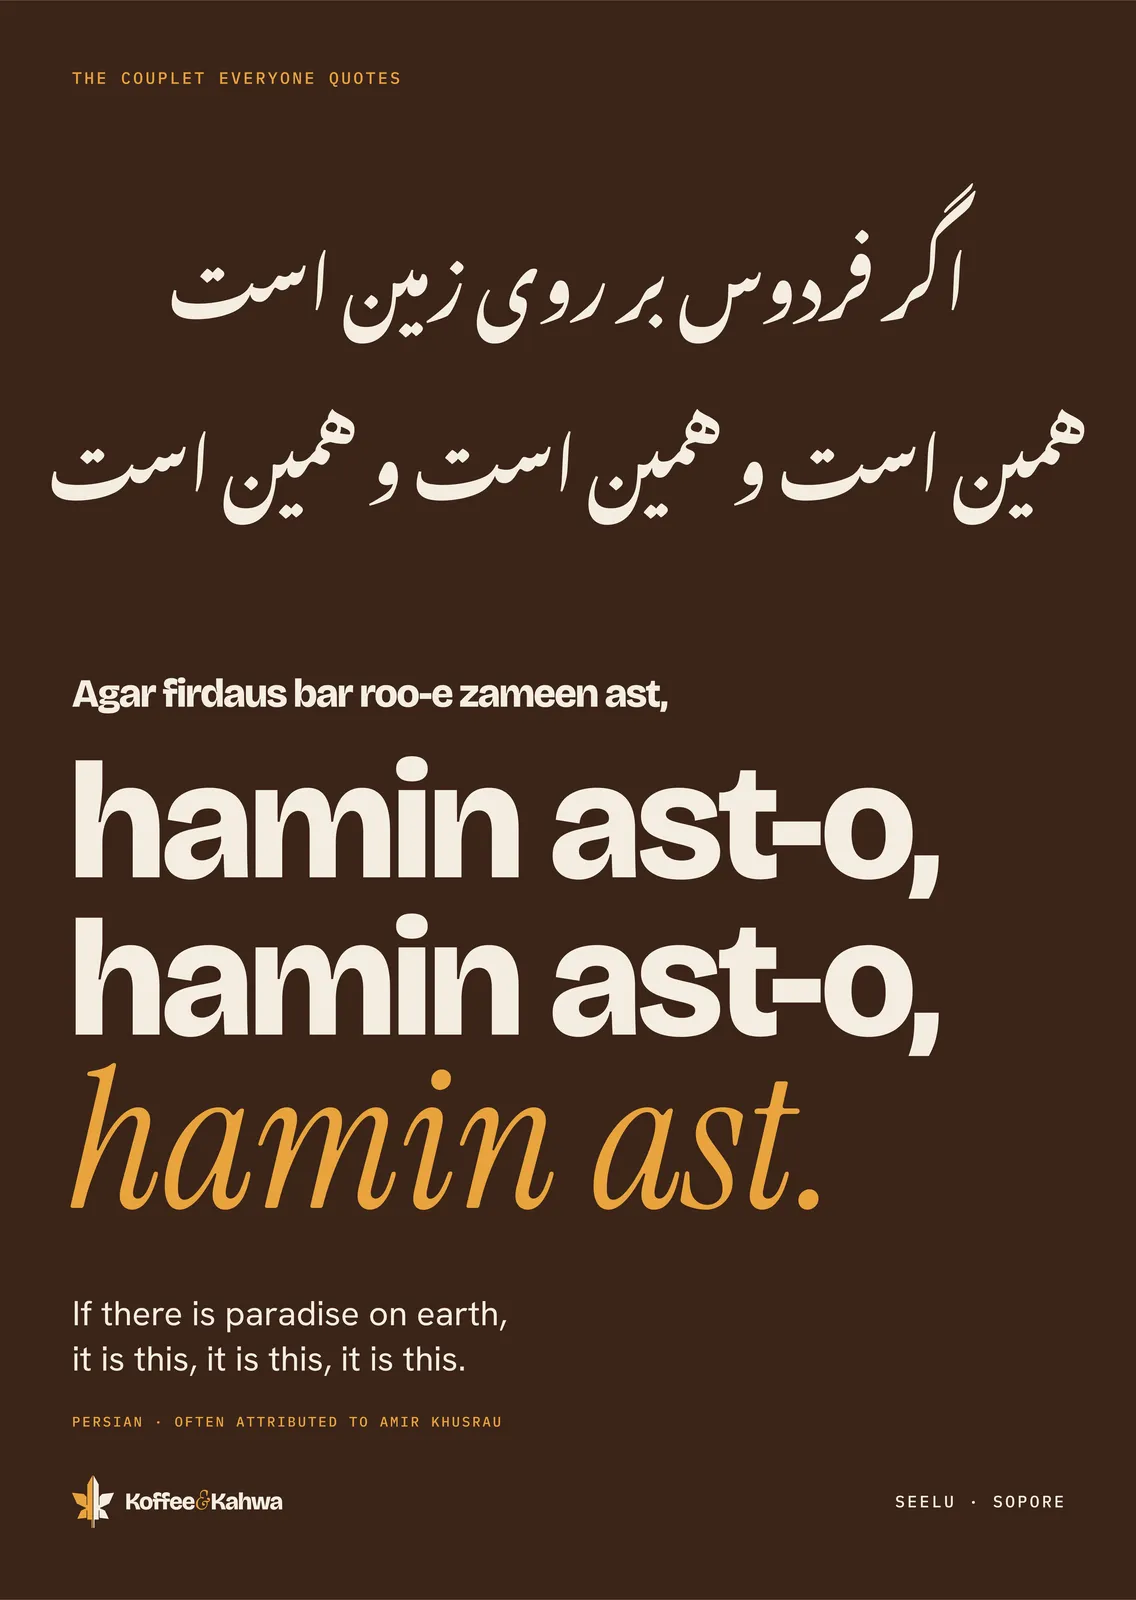 THE COUPLET EVERYONE QUOTES
اگر فردوس بر روی زمین است
همین است و همین است و همین است
Agar firdaus bar roo-e zameen ast,
hamin ast-o,
hamin ast-o,
hamin ast.
If there is paradise on earth,
it is this, it is this, it is this.
PERSIAN · OFTEN ATTRIBUTED TO AMIR KHUSRAU
Koffee&Kahwa
SEELU · SOPORE